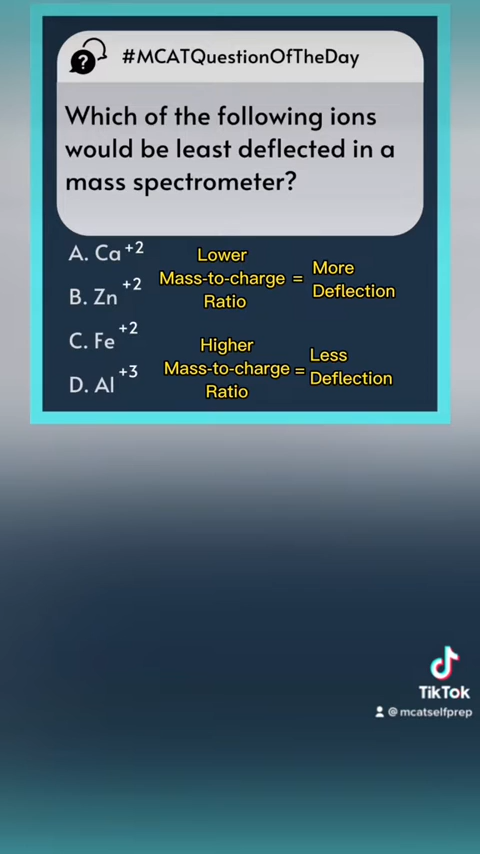 #MCATQuestionOfTheDay
Which of the following ions
would be least deflected in a
mass spectrometer?
A. Ca+2
B. Zn+2
C. Fe+2
D. Al+3
Lower
Mass-to-charge = More
Ratio Deflection
Higher
Mass-to-charge = Less
Ratio Deflection
TikTok
@mcatselfprep